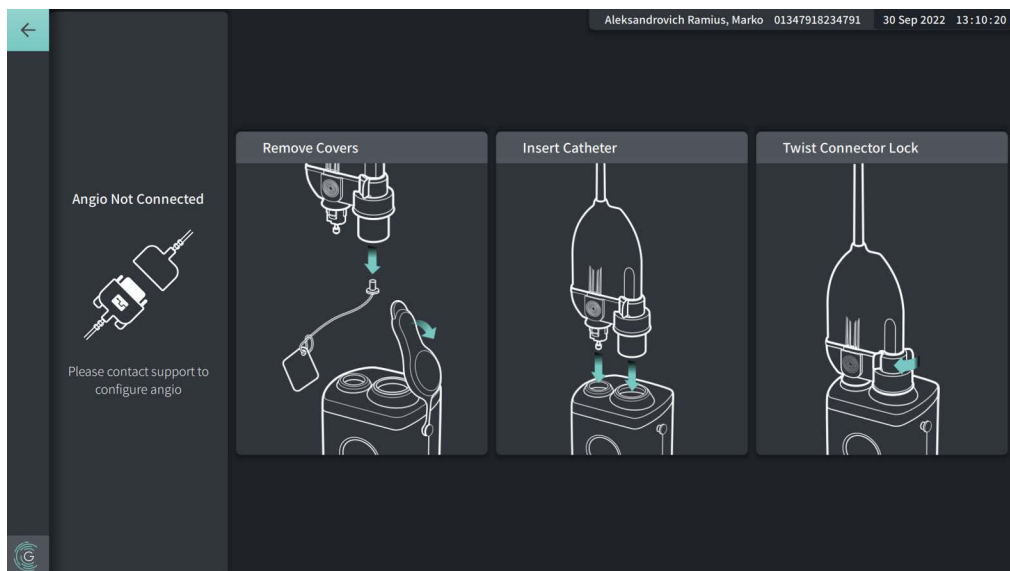 Aleksandrovich Ramius, Marko 01347918234791 30 Sep 2022 13:10:20
Remove Covers
Insert Catheter
Twist Connector Lock
Angio Not Connected
Please contact support to
configure angio
G